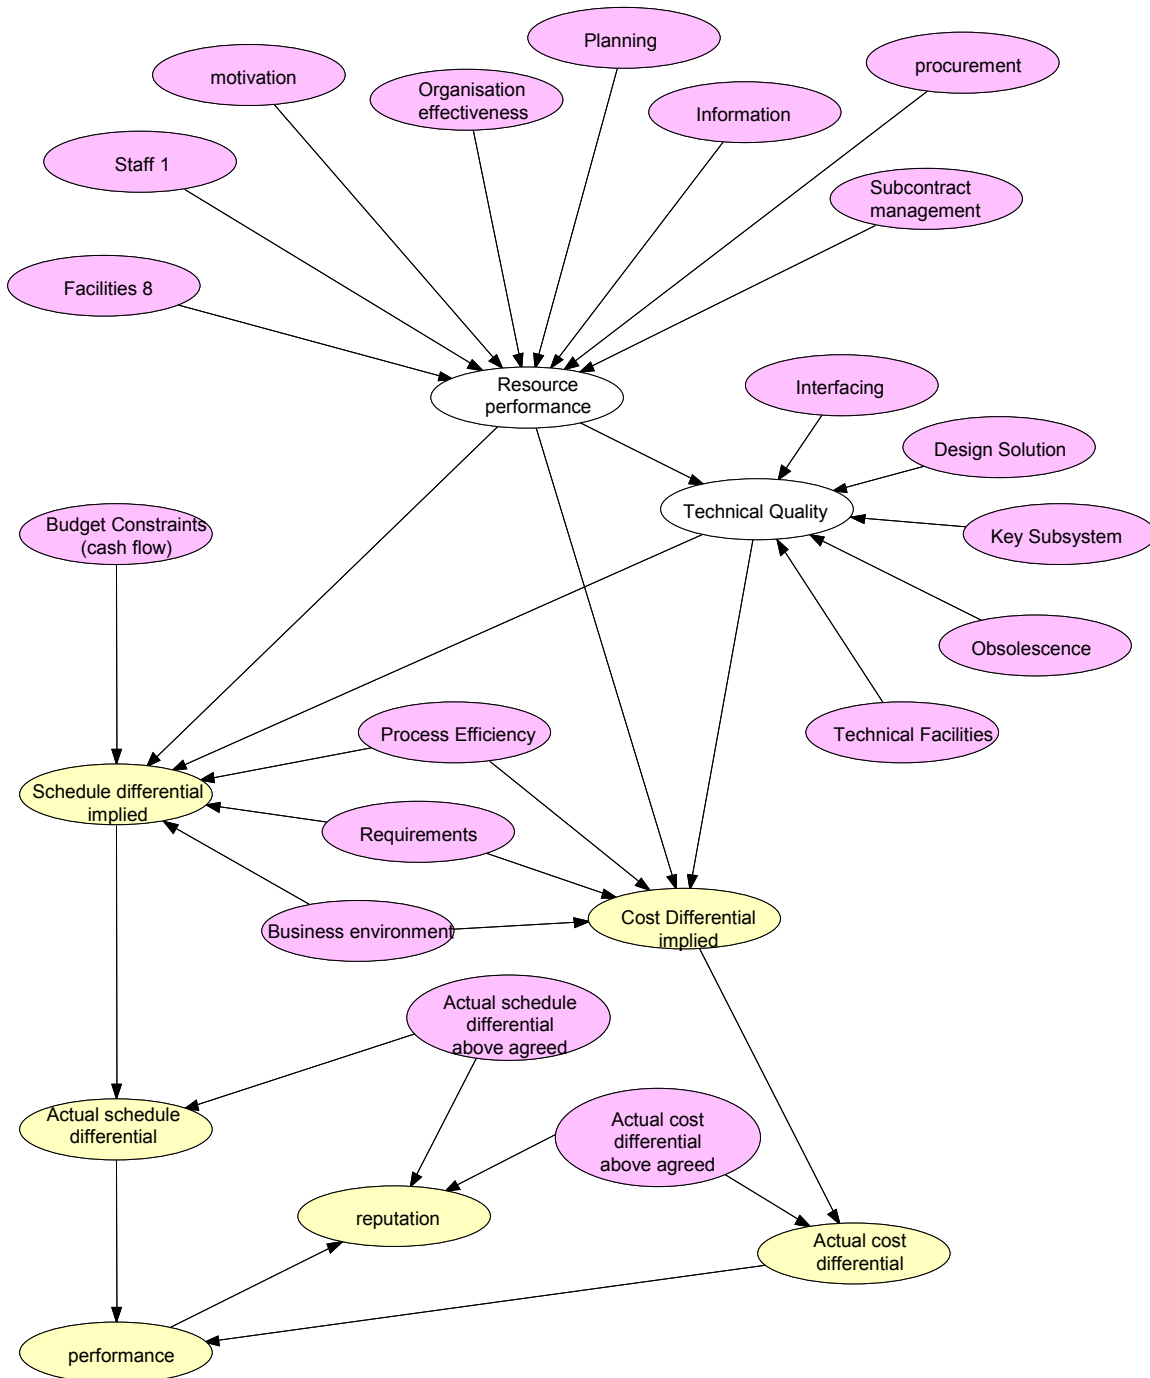 Planning
motivation
procurement
Organisation
effectiveness
Information
Staff 1
Subcontract
management
Facilities 8
Resource
performance
Interfacing
Design Solution
Technical Quality
Budget Constraints
(cash flow)
Key Subsystem
Obsolescence
Process Efficiency
Technical Facilities
Schedule differential
implied
Requirements
Cost Differential
implied
Business environment
Actual schedule
differential
above agreed
Actual schedule
differential
Actual cost
differential
above agreed
reputation
Actual cost
differential
performance